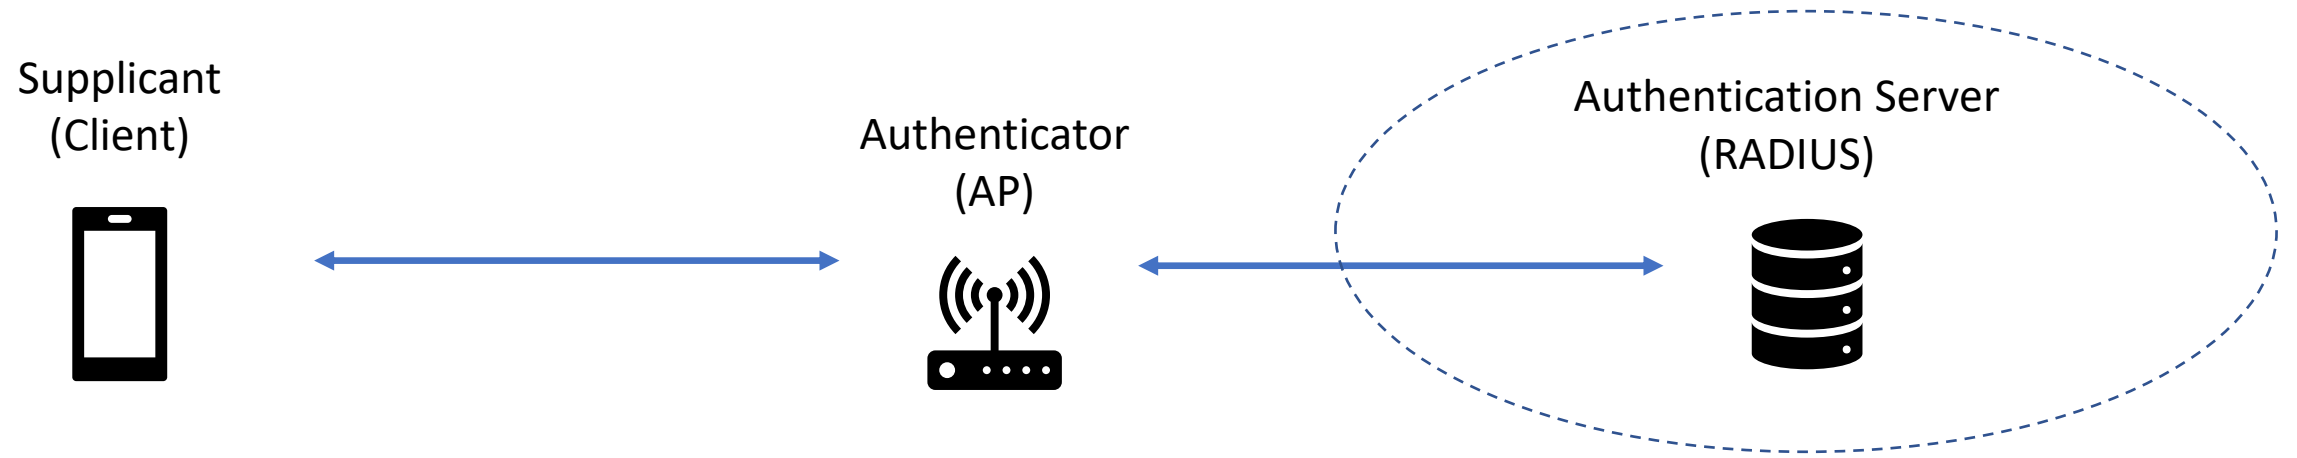 Supplicant
(Client)
Authenticator
(AP)
Authentication Server
(RADIUS)